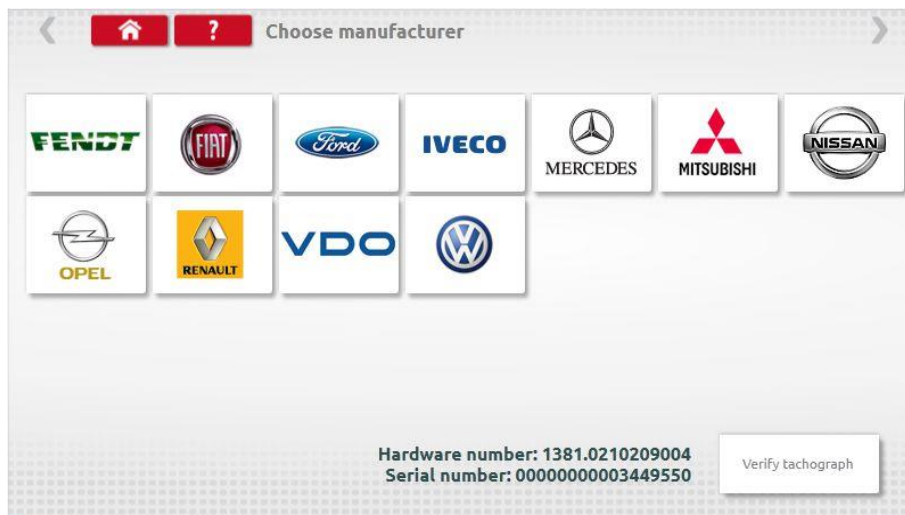 ? Choose manufacturer
FENDT FIAT Ford IVECO MERCEDES MITSUBISHI NISSAN
OPEL RENAULT VDO VW
Hardware number: 1381.0210209004
Serial number: 00000000003449550
Verify tachograph